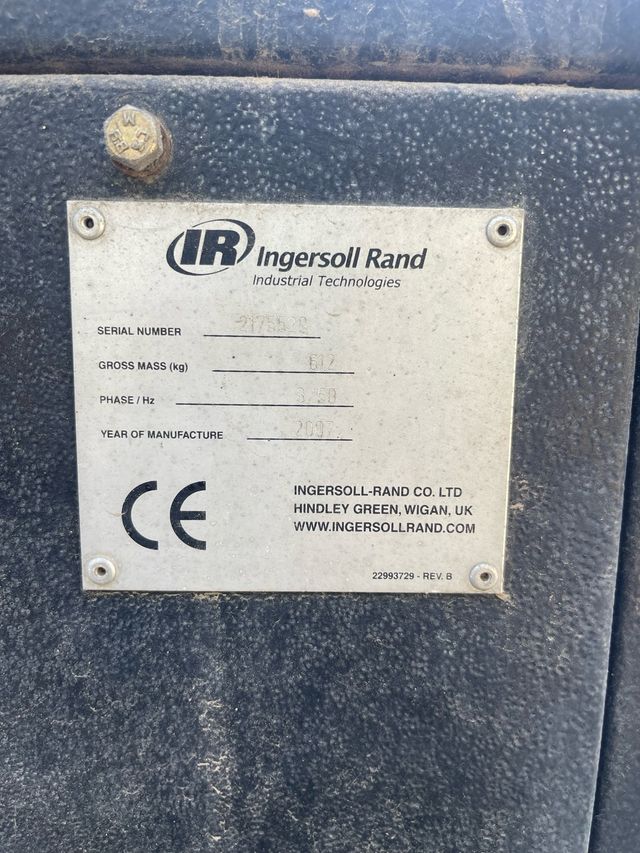 IR Ingersoll Rand
Industrial Technologies
SERIAL NUMBER
GROSS MASS (kg) 612
PHASE / Hz 3/50
YEAR OF MANUFACTURE 2007
CE
INGERSOLL-RAND CO. LTD
HINDLEY GREEN, WIGAN, UK
WWW.INGERSOLLRAND.COM
22993729 - REV. B